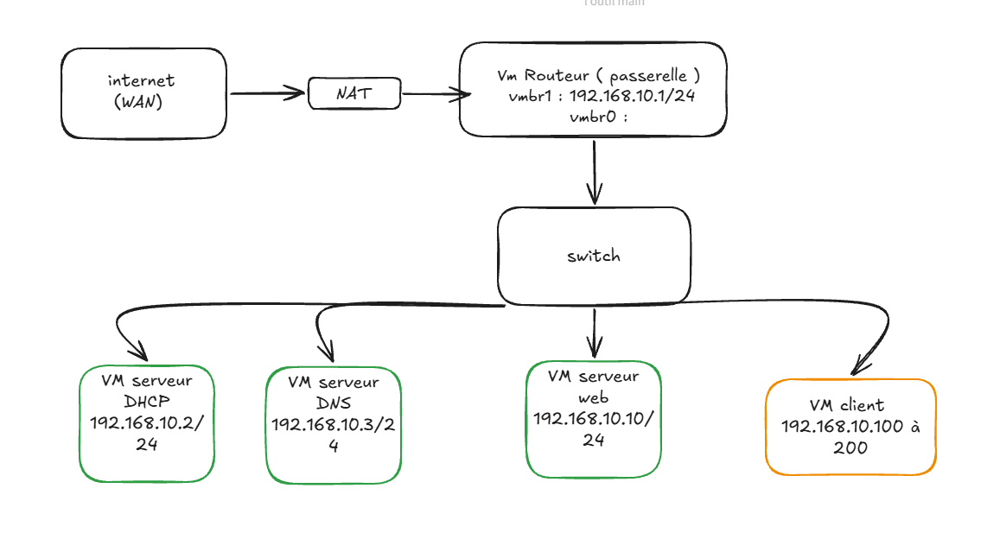 l'outil main
internet
(WAN)
NAT
Vm Routeur ( passerelle )
vmbr1 : 192.168.10.1/24
vmbr0 :
switch
VM serveur
DHCP
192.168.10.2/
24
VM serveur
DNS
192.168.10.3/2
4
VM serveur
web
192.168.10.10/
24
VM client
192.168.10.100 à
200